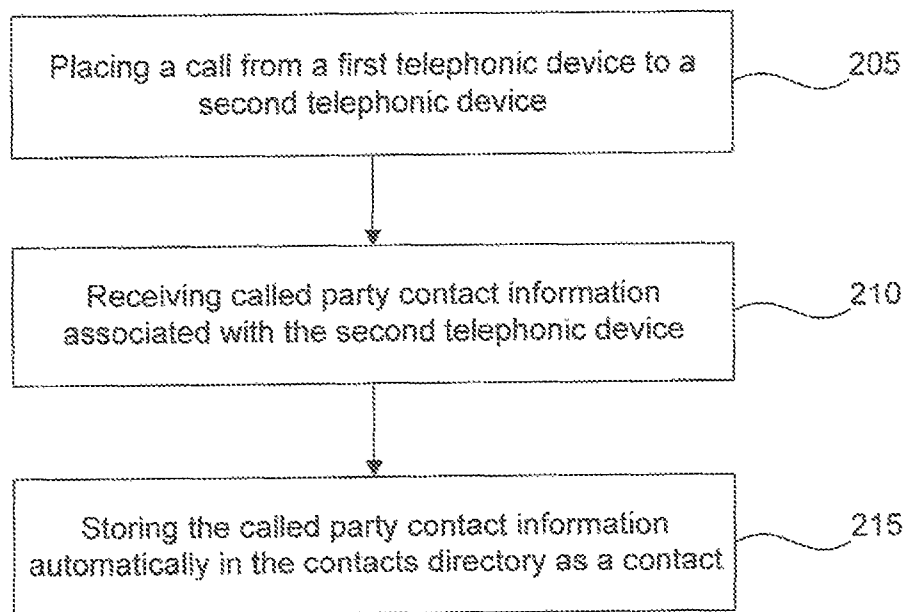 Placing a call from a first telephonic device to a
second telephonic device
205
Receiving called party contact information
associated with the second telephonic device
210
Storing the called party contact information
automatically in the contacts directory as a contact
215